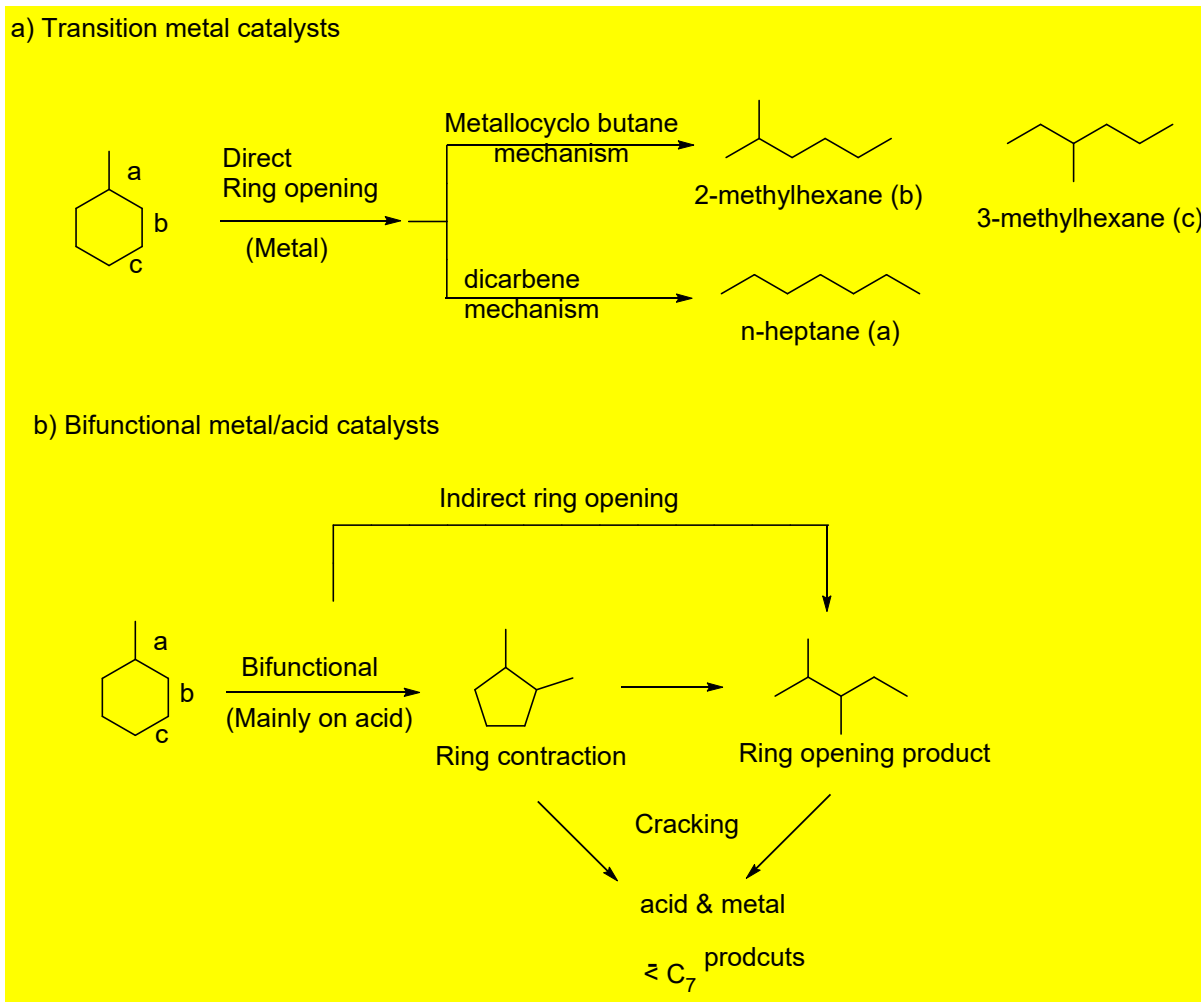 a) Transition metal catalysts
Metallocyclo butane
mechanism
Direct
Ring opening
(Metal)
a
b
c
2-methylhexane (b)
3-methylhexane (c)
dicarbene
mechanism
n-heptane (a)
b) Bifunctional metal/acid catalysts
Indirect ring opening
a
b
c
Bifunctional
(Mainly on acid)
Ring contraction
Ring opening product
Cracking
acid & metal
≤ C7 prodcuts